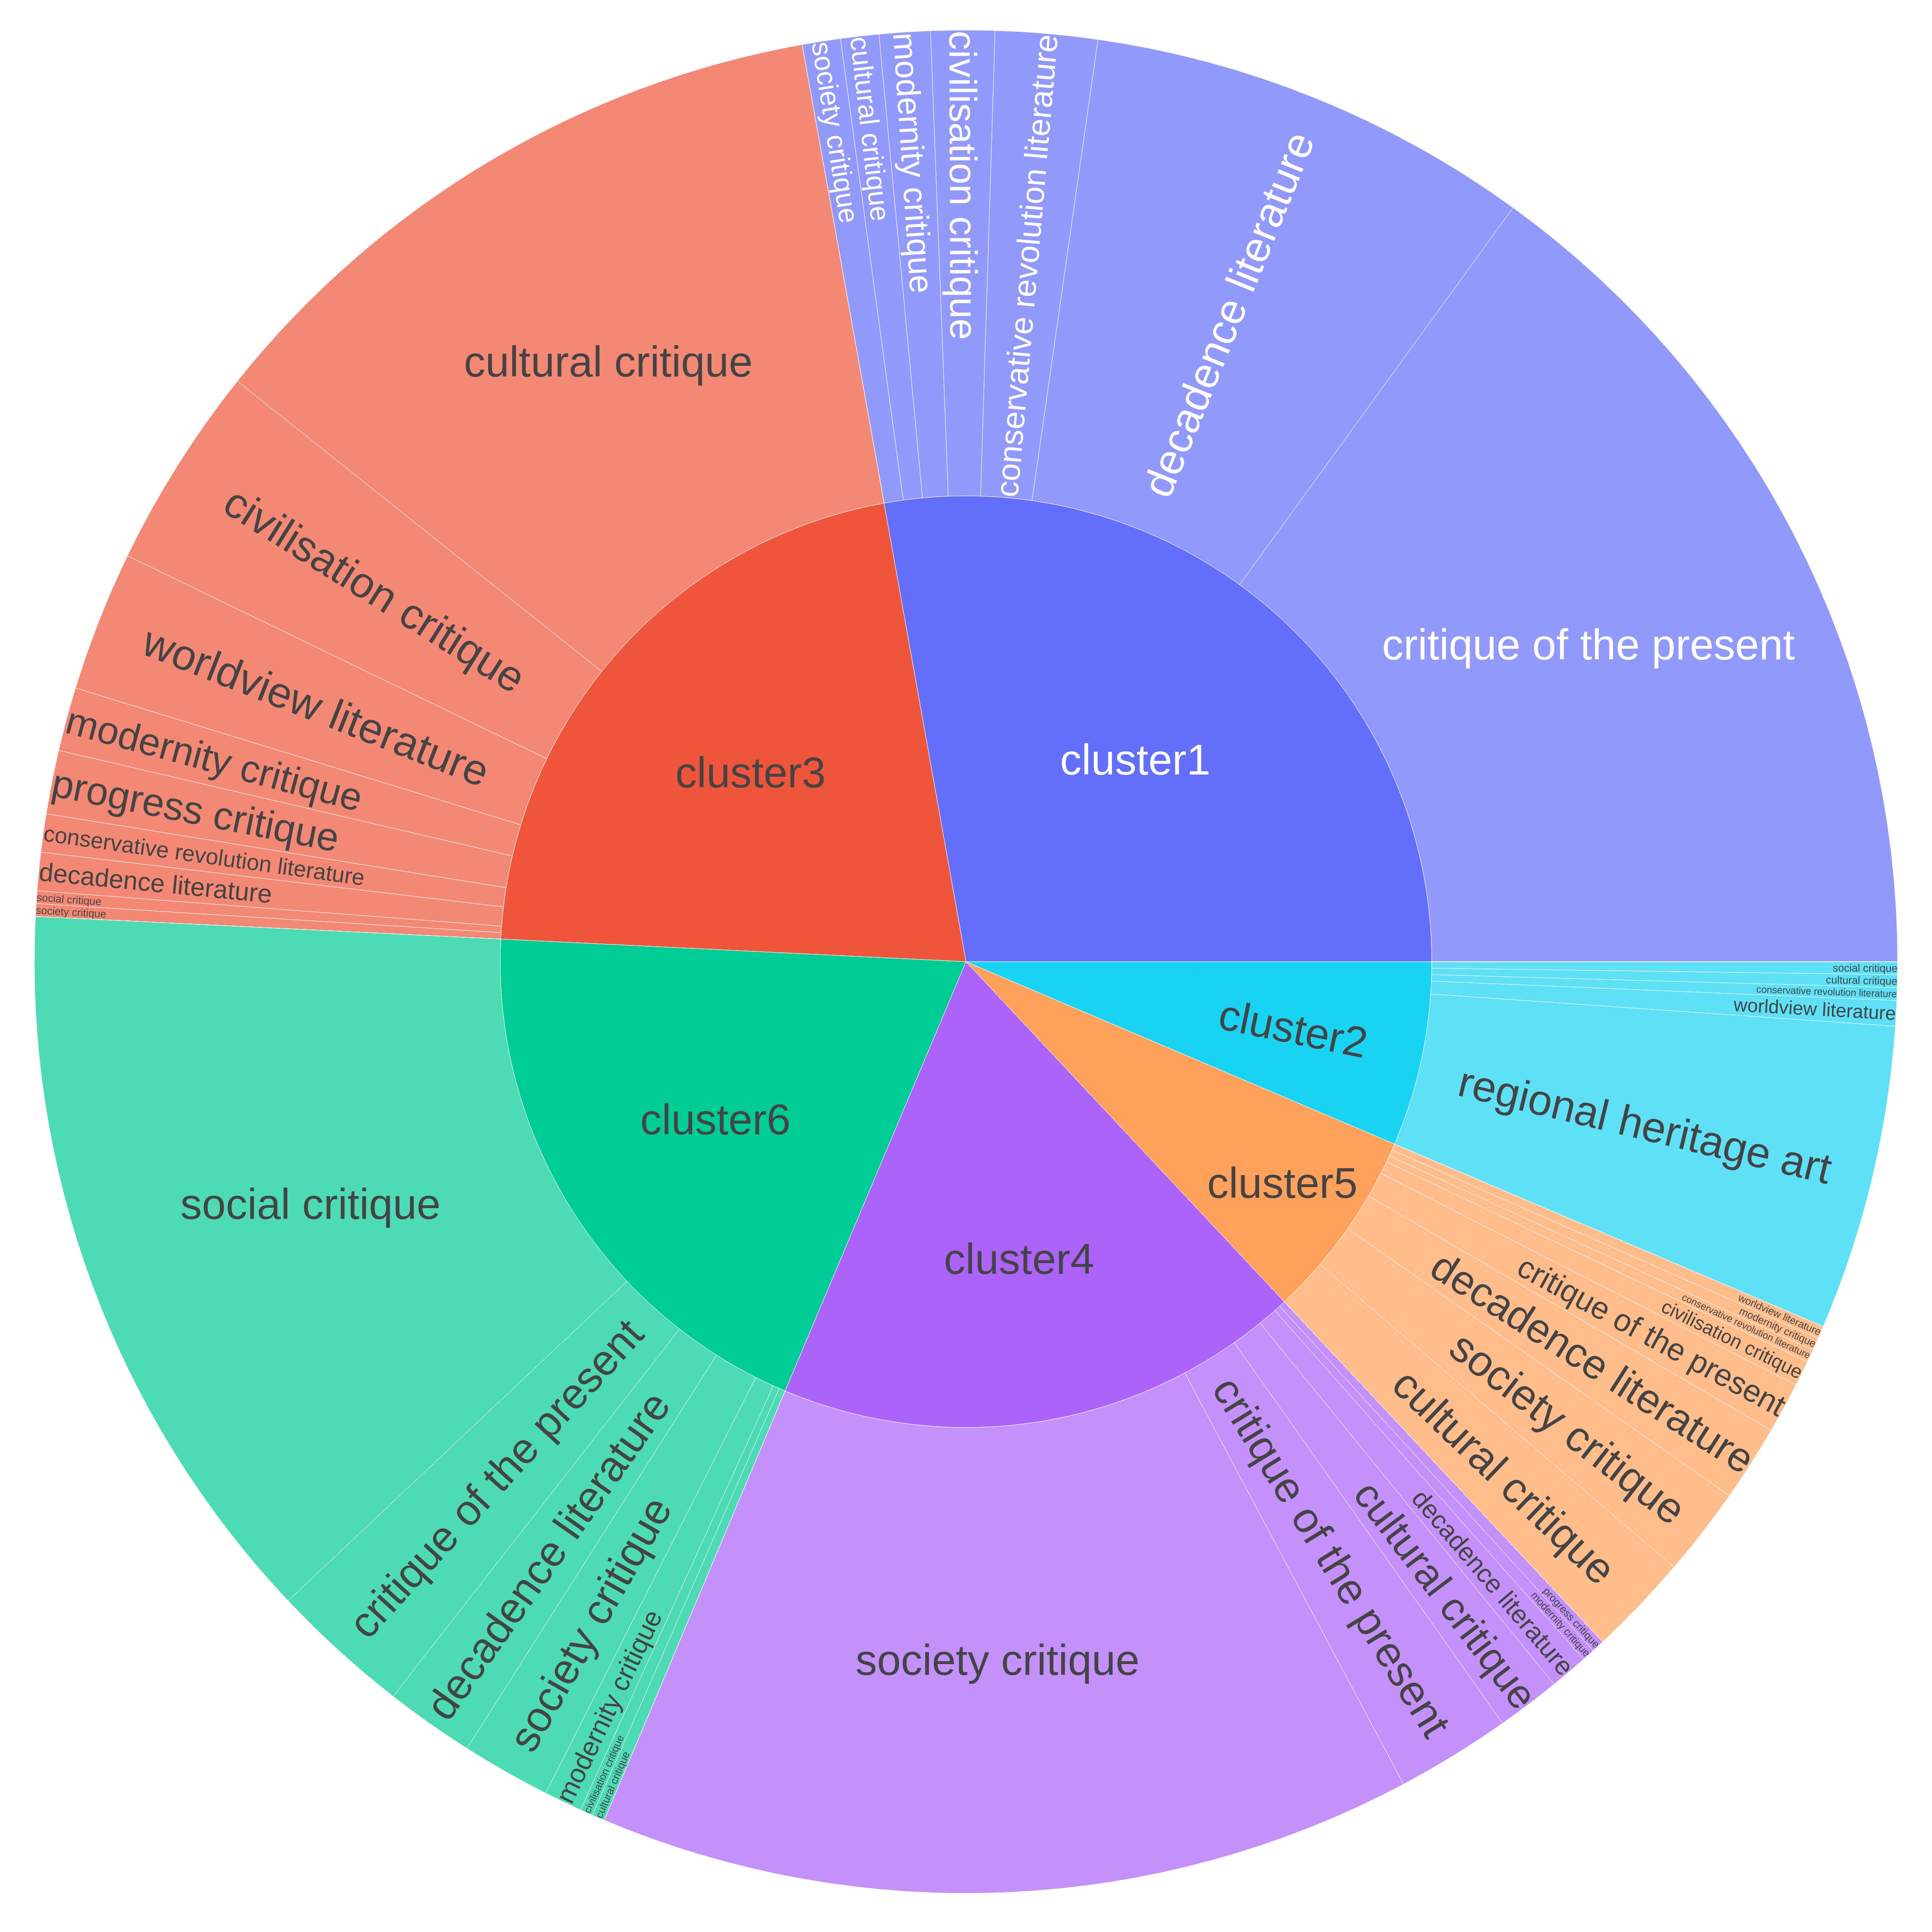 cluster1
critique of the present
decadence literature
conservative revolution literature
civilisation critique
modernity critique
cultural critique
society critique
cluster3
cultural critique
civilisation critique
worldview literature
modernity critique
progress critique
conservative revolution literature
decadence literature
social critique
society critique
cluster6
social critique
critique of the present
decadence literature
society critique
modernity critique
civilisation critique
cultural critique
cluster4
society critique
critique of the present
cultural critique
decadence literature
modernity critique
progress critique
cluster5
cultural critique
society critique
decadence literature
critique of the present
civilisation critique
conservative revolution literature
modernity critique
worldview literature
cluster2
regional heritage art
worldview literature
conservative revolution literature
cultural critique
social critique